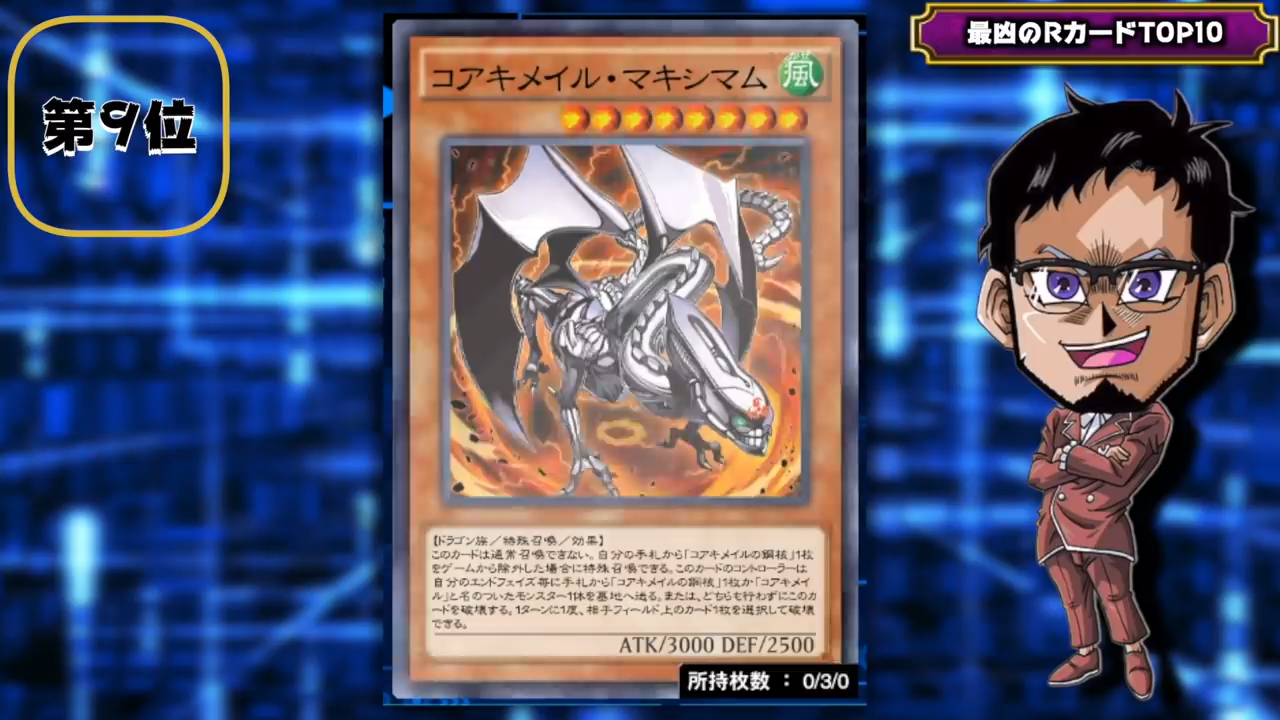 第9位
最凶のRカードTOP10
コアキメイル・マキシマム
風
【ドラゴン族／特殊召喚／効果】
このカードは通常召喚できない。自分の手札から「コアキメイルの鋼核」1枚
をゲームから除外した場合に特殊召喚できる。このカードのコントローラーは
自分のエンドフェイズ毎に手札から「コアキメイルの鋼核」1枚か「コアキメイ
ル」と名のついたモンスター1体を墓地へ送る。または、どちらも行わずにこのカ
ードを破壊する。1ターンに1度、相手フィールド上のカード1枚を選択して破壊
できる。
ATK/3000 DEF/2500
所持枚数 ： 0/3/0